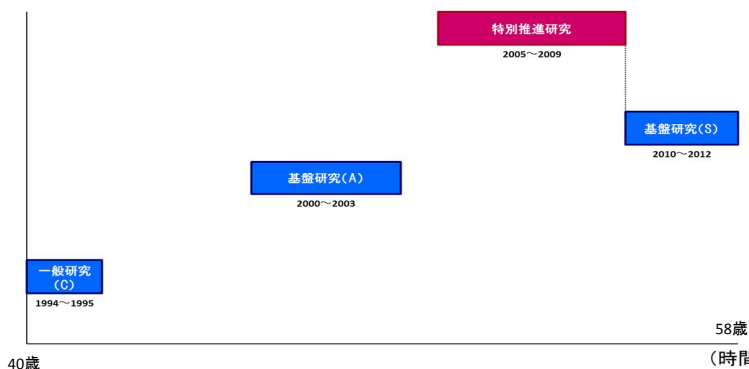 特別推進研究
2005～2009
基盤研究(S)
2010～2012
基盤研究(A)
2000～2003
一般研究
(C)
1994～1995
58歳
40歳
（時間